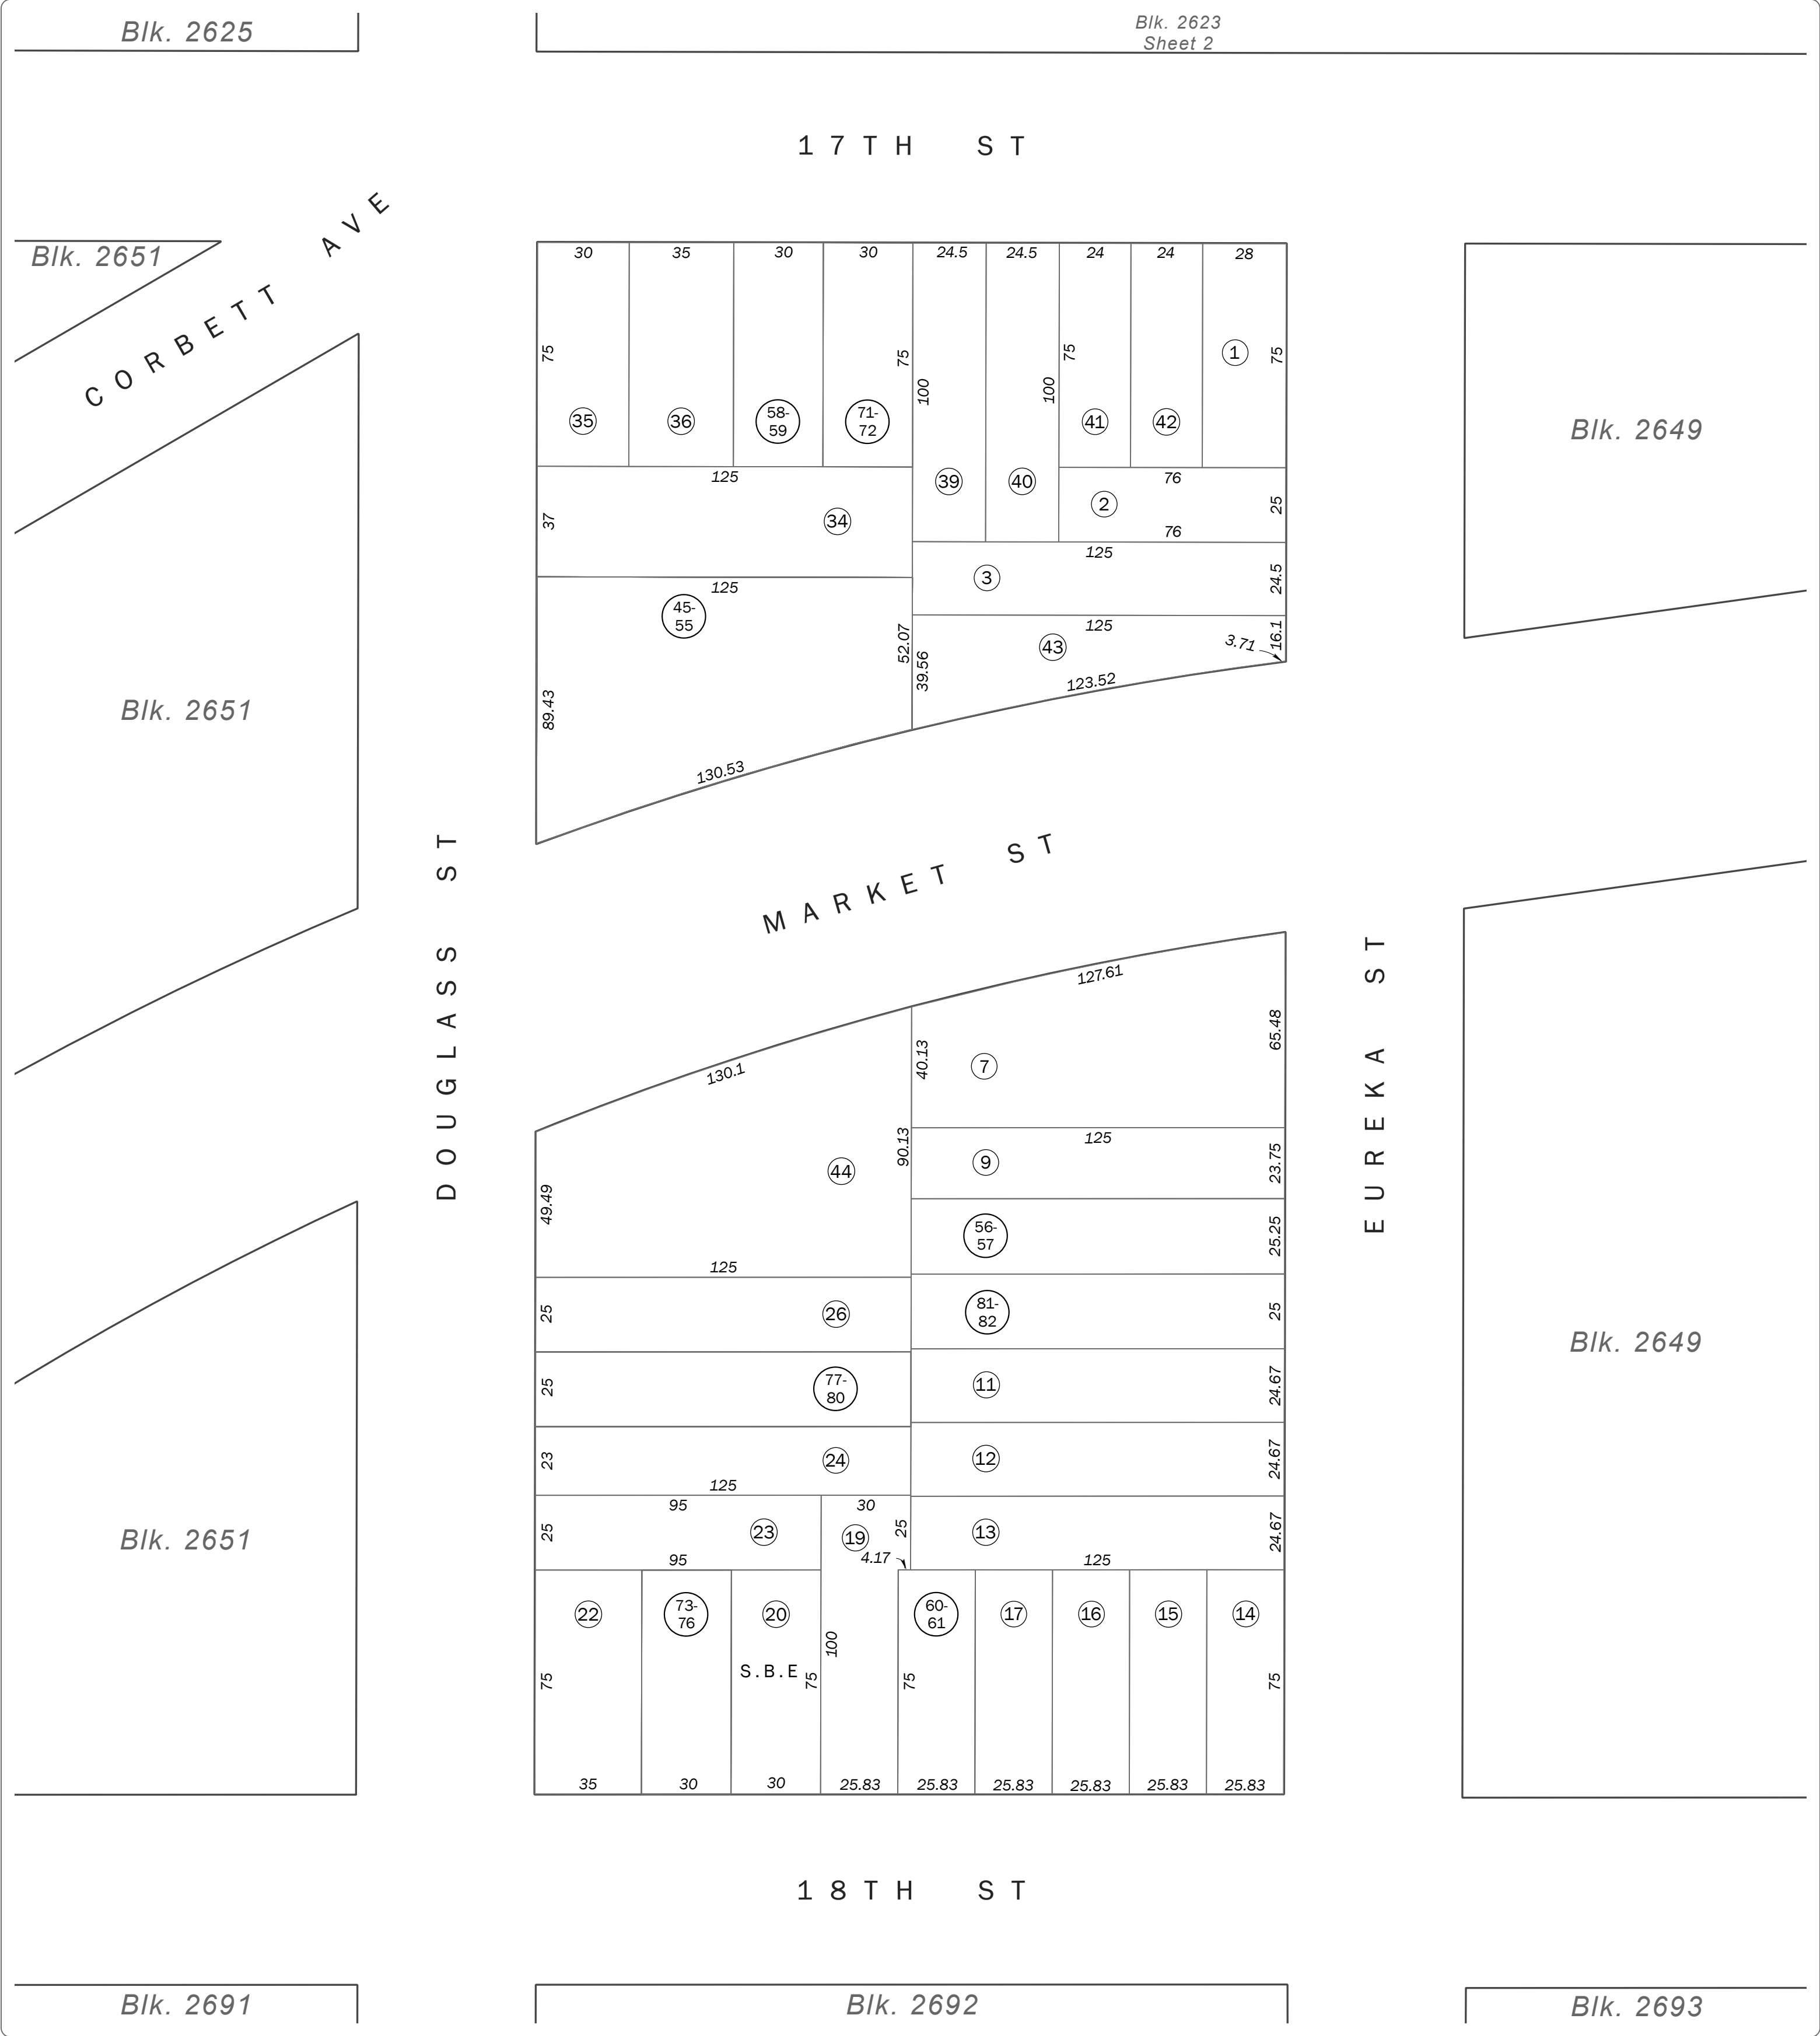 Blk. 2625
Blk. 2623
Sheet 2
17TH ST
CORBETT AVE
Blk. 2651
30 35 30 30 24.5 24.5 24 24 28
75 75 100 100 75 1 75
35 36 58-59 71-72 41 42
Blk. 2649
125 39 40 76
37 34 2 25
76
125
125 3 24.5
45-55
125
52.07 39.56 43 3.71 16.1
123.52
89.43
130.53
Blk. 2651
DOUGLASS ST
MARKET ST
EUREKA ST
127.61
65.48
130.1 40.13 7
90.13 125
49.49 44 9 23.75
56-57 25.25
125
25 26 81-82 25
25 77-80 11 24.67
23 24 12 24.67
125
95 30
25 23 19 25 13 24.67
95 4.17 125
22 73-76 20 60-61 17 16 15 14
100
S.B.E
75 75 75 75
35 30 30 25.83 25.83 25.83 25.83 25.83 25.83
Blk. 2649
Blk. 2651
18TH ST
Blk. 2691
Blk. 2692
Blk. 2693